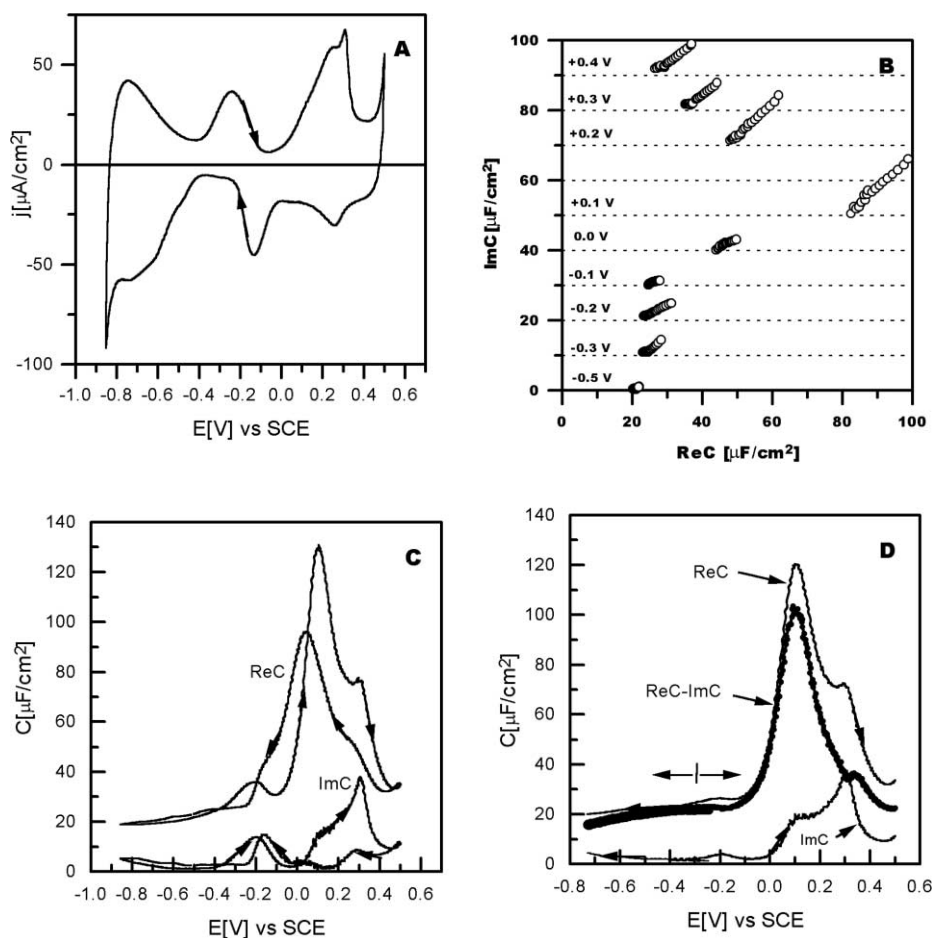 A
j[µA/cm²]
50
0
-50
-100
-1.0 -0.8 -0.6 -0.4 -0.2 0.0 0.2 0.4 0.6
E[V] vs SCE
B
ImC [µF/cm²]
100
80
60
40
20
0
+0.4 V
+0.3 V
+0.2 V
+0.1 V
0.0 V
-0.1 V
-0.2 V
-0.3 V
-0.5 V
0 20 40 60 80 100
ReC [µF/cm²]
C
C[µF/cm²]
140
120
100
80
60
40
20
0
ReC
ImC
-1.0 -0.8 -0.6 -0.4 -0.2 0.0 0.2 0.4 0.6
E[V] vs SCE
D
C[µF/cm²]
140
120
100
80
60
40
20
0
ReC
ReC-ImC
ImC
-0.8 -0.6 -0.4 -0.2 0.0 0.2 0.4 0.6
E[V] vs SCE